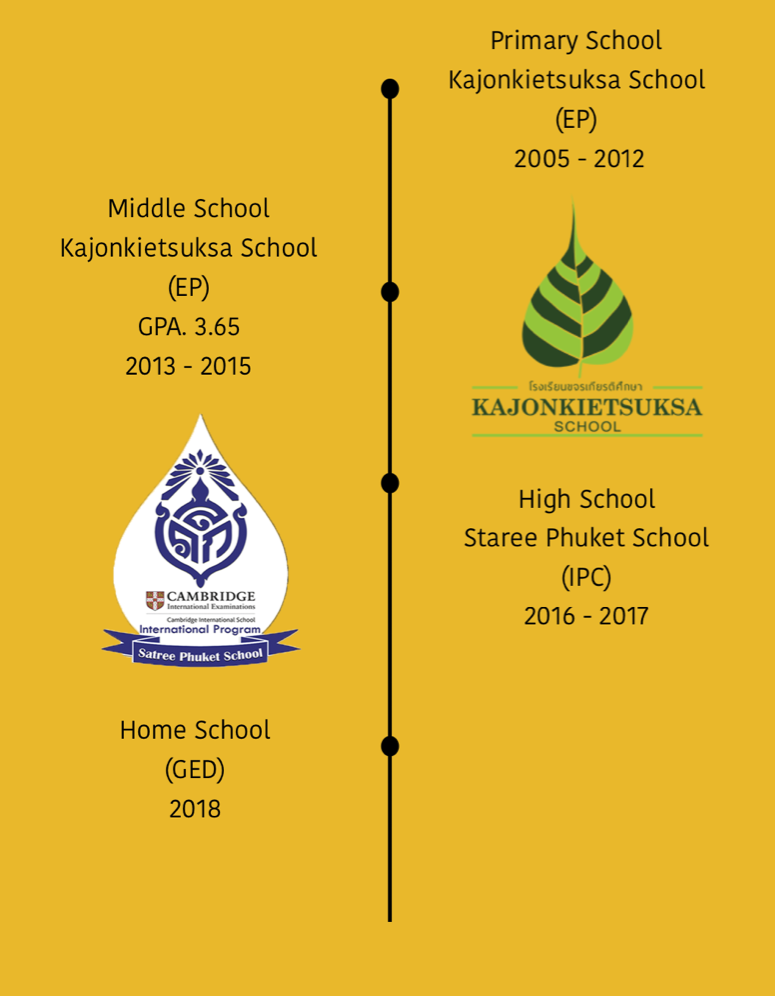 Primary School
Kajonkietsuksa School
(EP)
2005 - 2012
Middle School
Kajonkietsuksa School
(EP)
GPA. 3.65
2013 - 2015
โรงเรียนขจรเกียรติศึกษา
KAJONKIETSUKSA
SCHOOL
High School
Staree Phuket School
(IPC)
2016 - 2017
CAMBRIDGE
International Examinations
Cambridge International School
International Program
Satree Phuket School
Home School
(GED)
2018